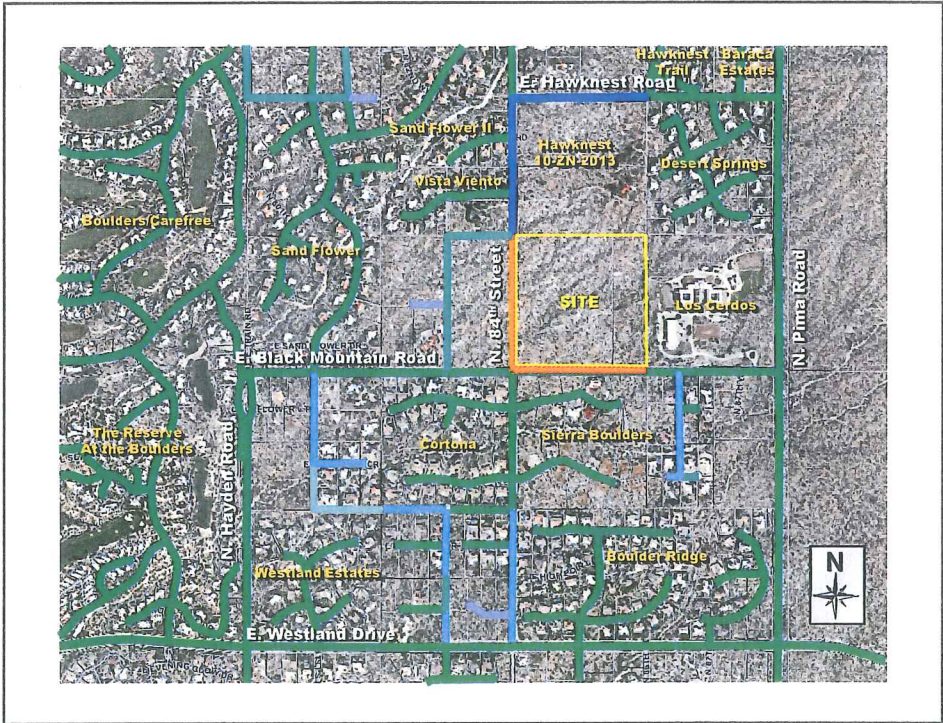 Hawknest
Trail
Baraca
Estates
E. Hawknest Road
Sand Flower II
Hawknest
10-ZN-2013
Desert Springs
Vista Viento
Boulders/Carefree
Sand Flower
N. 84th Street
SITE
Los Cerdos
N. Pima Road
E. Black Mountain Road
The Reserve
At the Boulders
N. Hayden Road
Cortona
Sierra Boulders
Westland Estates
Boulder Ridge
N
E. Westland Drive